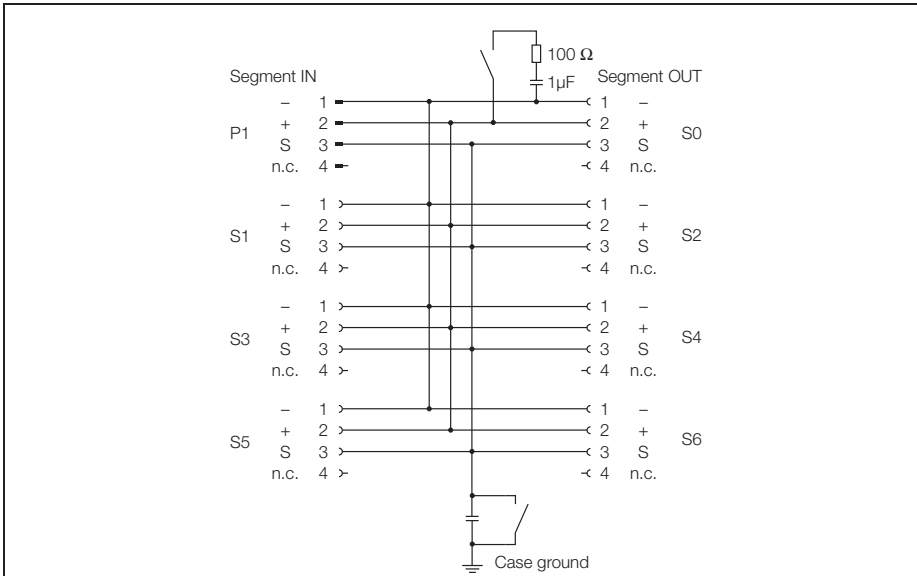 100 Ω
Segment IN 1µF Segment OUT
– 1 1 –
P1 + 2 2 + S0
S 3 3 S
n.c. 4 4 n.c.
– 1 1 –
S1 + 2 2 + S2
S 3 3 S
n.c. 4 4 n.c.
– 1 1 –
S3 + 2 2 + S4
S 3 3 S
n.c. 4 4 n.c.
– 1 1 –
S5 + 2 2 + S6
S 3 3 S
n.c. 4 4 n.c.
Case ground